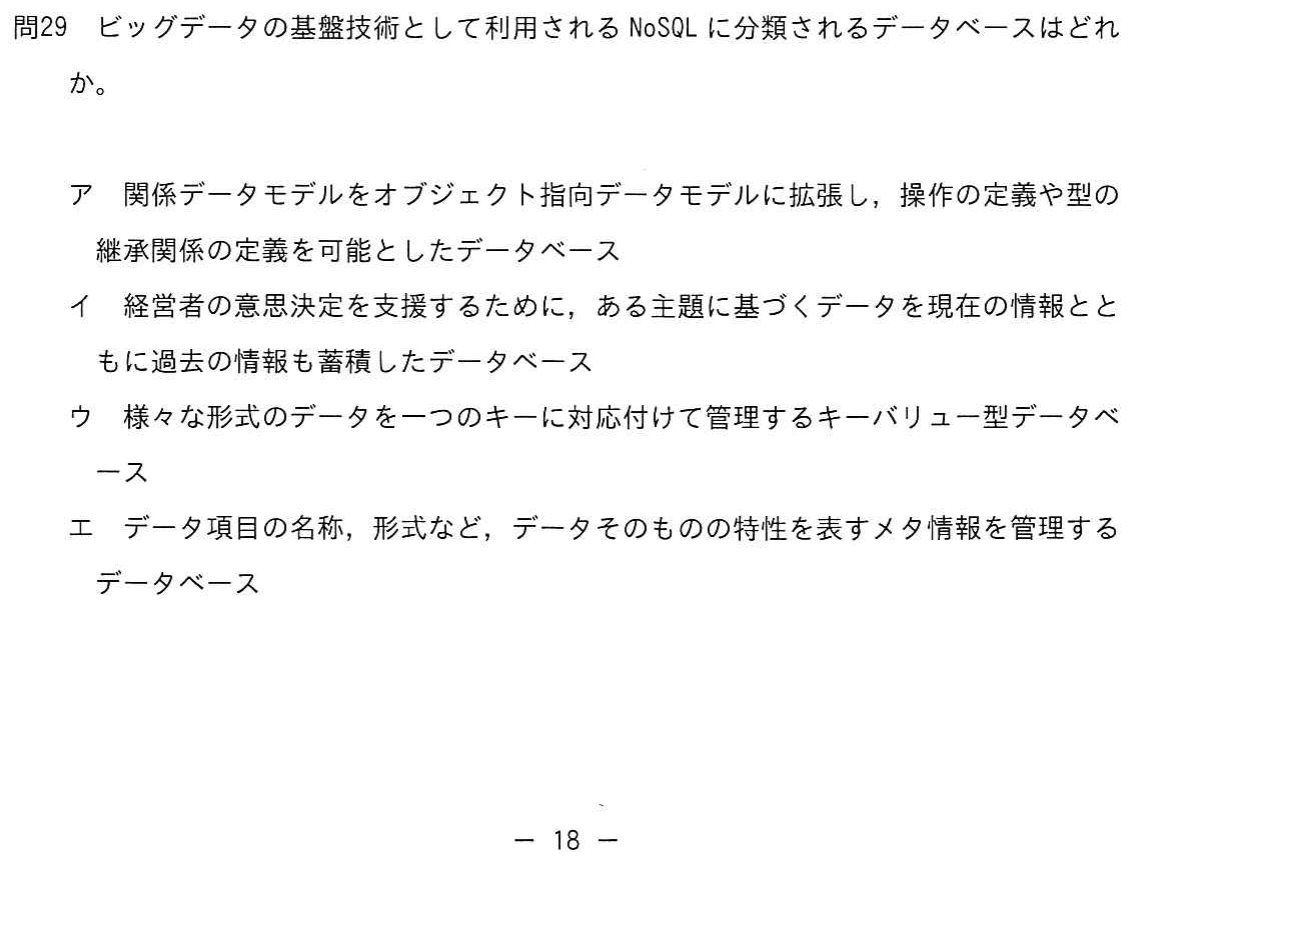 問29　ビッグデータの基盤技術として利用される NoSQL に分類されるデータベースはどれ
か。
ア　関係データモデルをオブジェクト指向データモデルに拡張し，操作の定義や型の
継承関係の定義を可能としたデータベース
イ　経営者の意思決定を支援するために，ある主題に基づくデータを現在の情報とと
もに過去の情報も蓄積したデータベース
ウ　様々な形式のデータを一つのキーに対応付けて管理するキーバリュー型データベ
ース
エ　データ項目の名称，形式など，データそのものの特性を表すメタ情報を管理する
データベース
－ 18 －